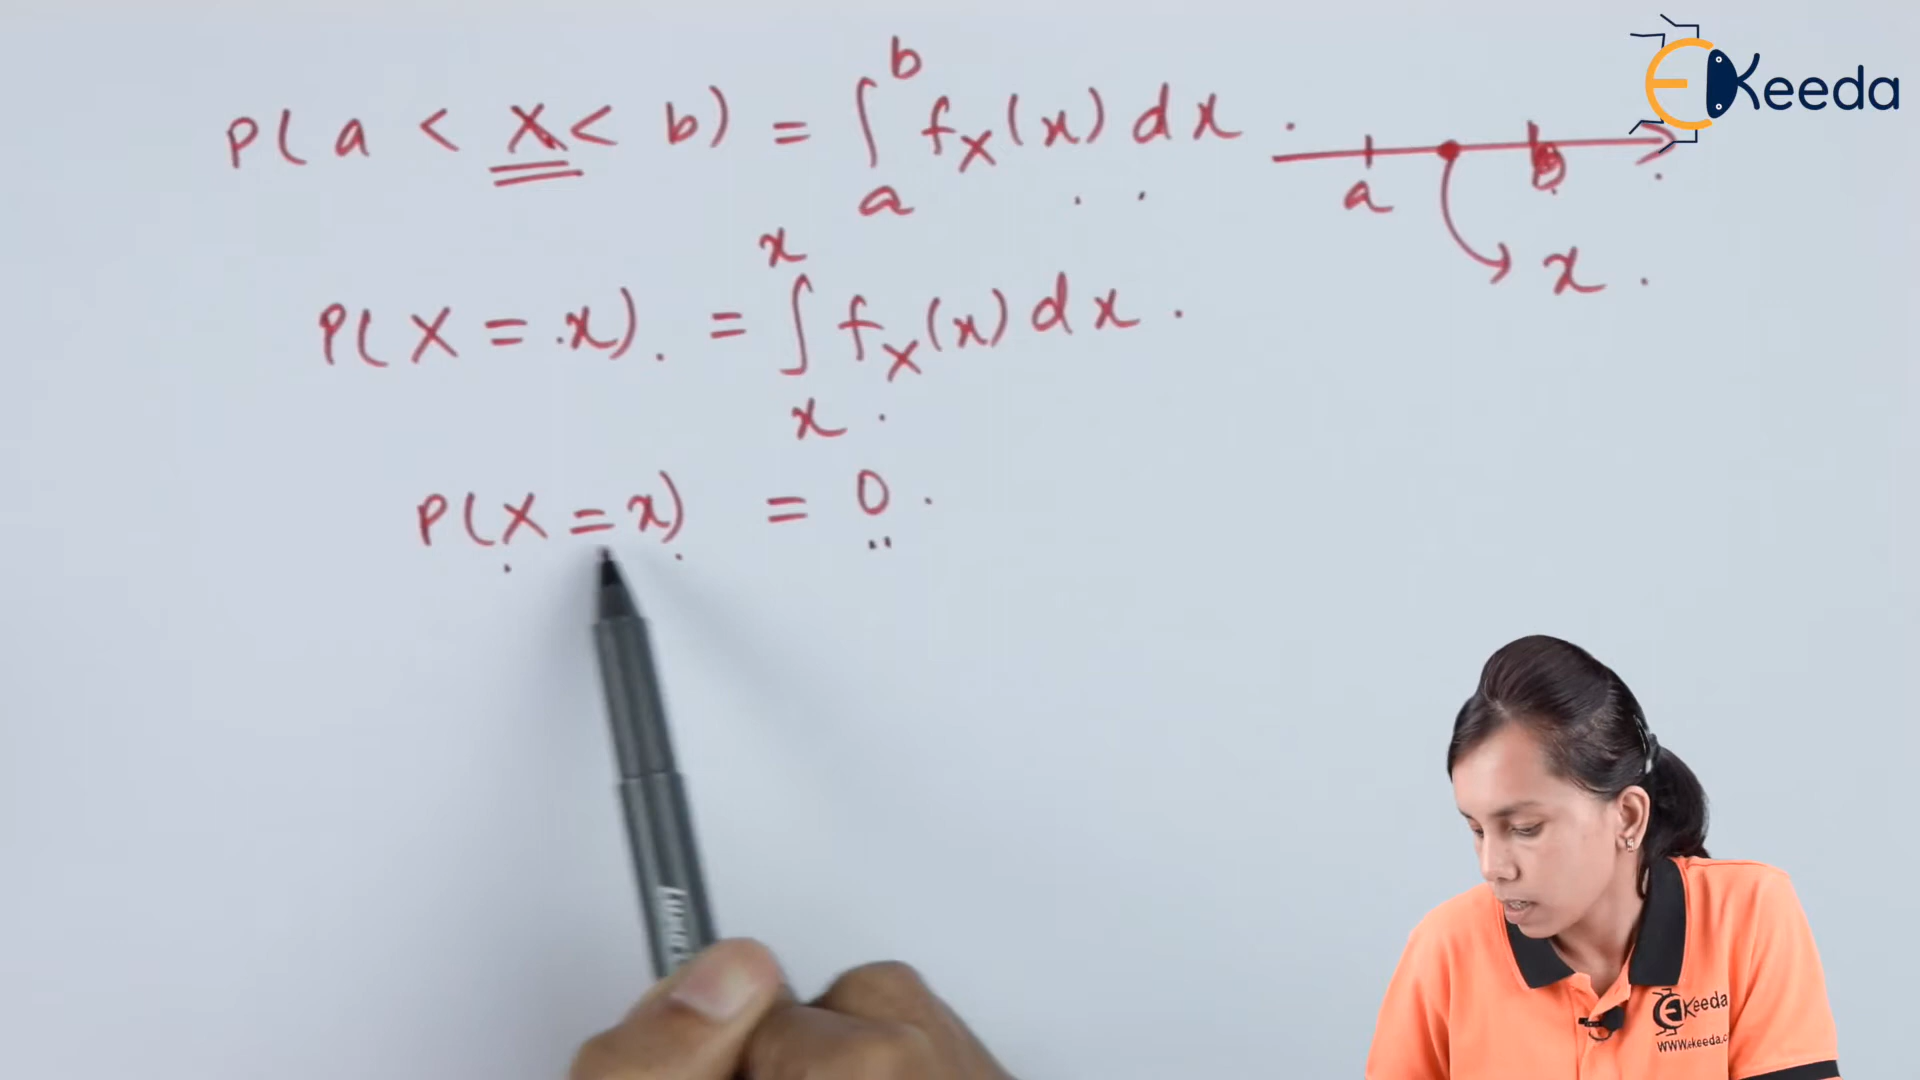 P(a < X < b) = ∫_a^b f_X(x) dx.
a
b
x.
P(X = x). = ∫_x^x f_X(x) dx.
P(X = x) = 0.
EKeeda
EKeeda
www.ekeeda.c